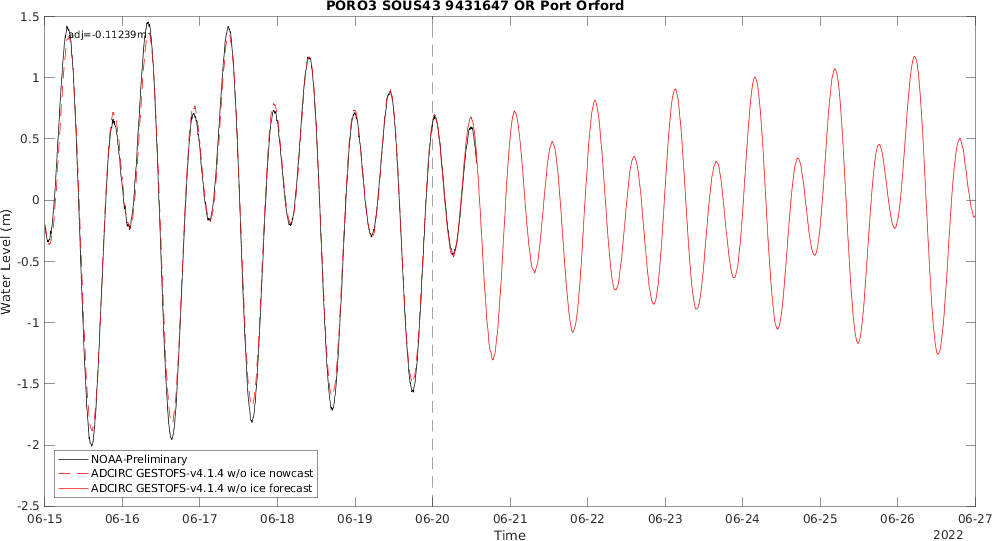 PORO3 SOUS43 9431647 OR Port Orford
adj=-0.11239m
1.5
1
0.5
0
-0.5
-1
-1.5
-2
-2.5
Water Level (m)
NOAA-Preliminary
ADCIRC GESTOFS-v4.1.4 w/o ice nowcast
ADCIRC GESTOFS-v4.1.4 w/o ice forecast
06-15 06-16 06-17 06-18 06-19 06-20 06-21 06-22 06-23 06-24 06-25 06-26 06-27
Time
2022